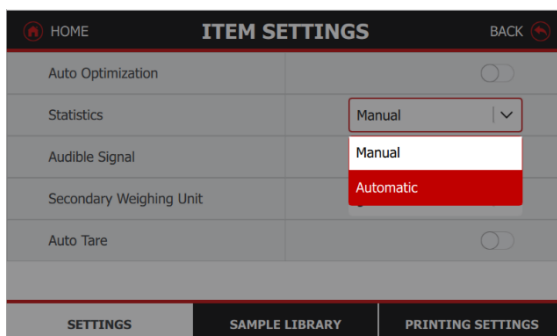 HOME ITEM SETTINGS BACK
Auto Optimization
Statistics Manual
Audible Signal Manual
Automatic
Secondary Weighing Unit
Auto Tare
SETTINGS SAMPLE LIBRARY PRINTING SETTINGS